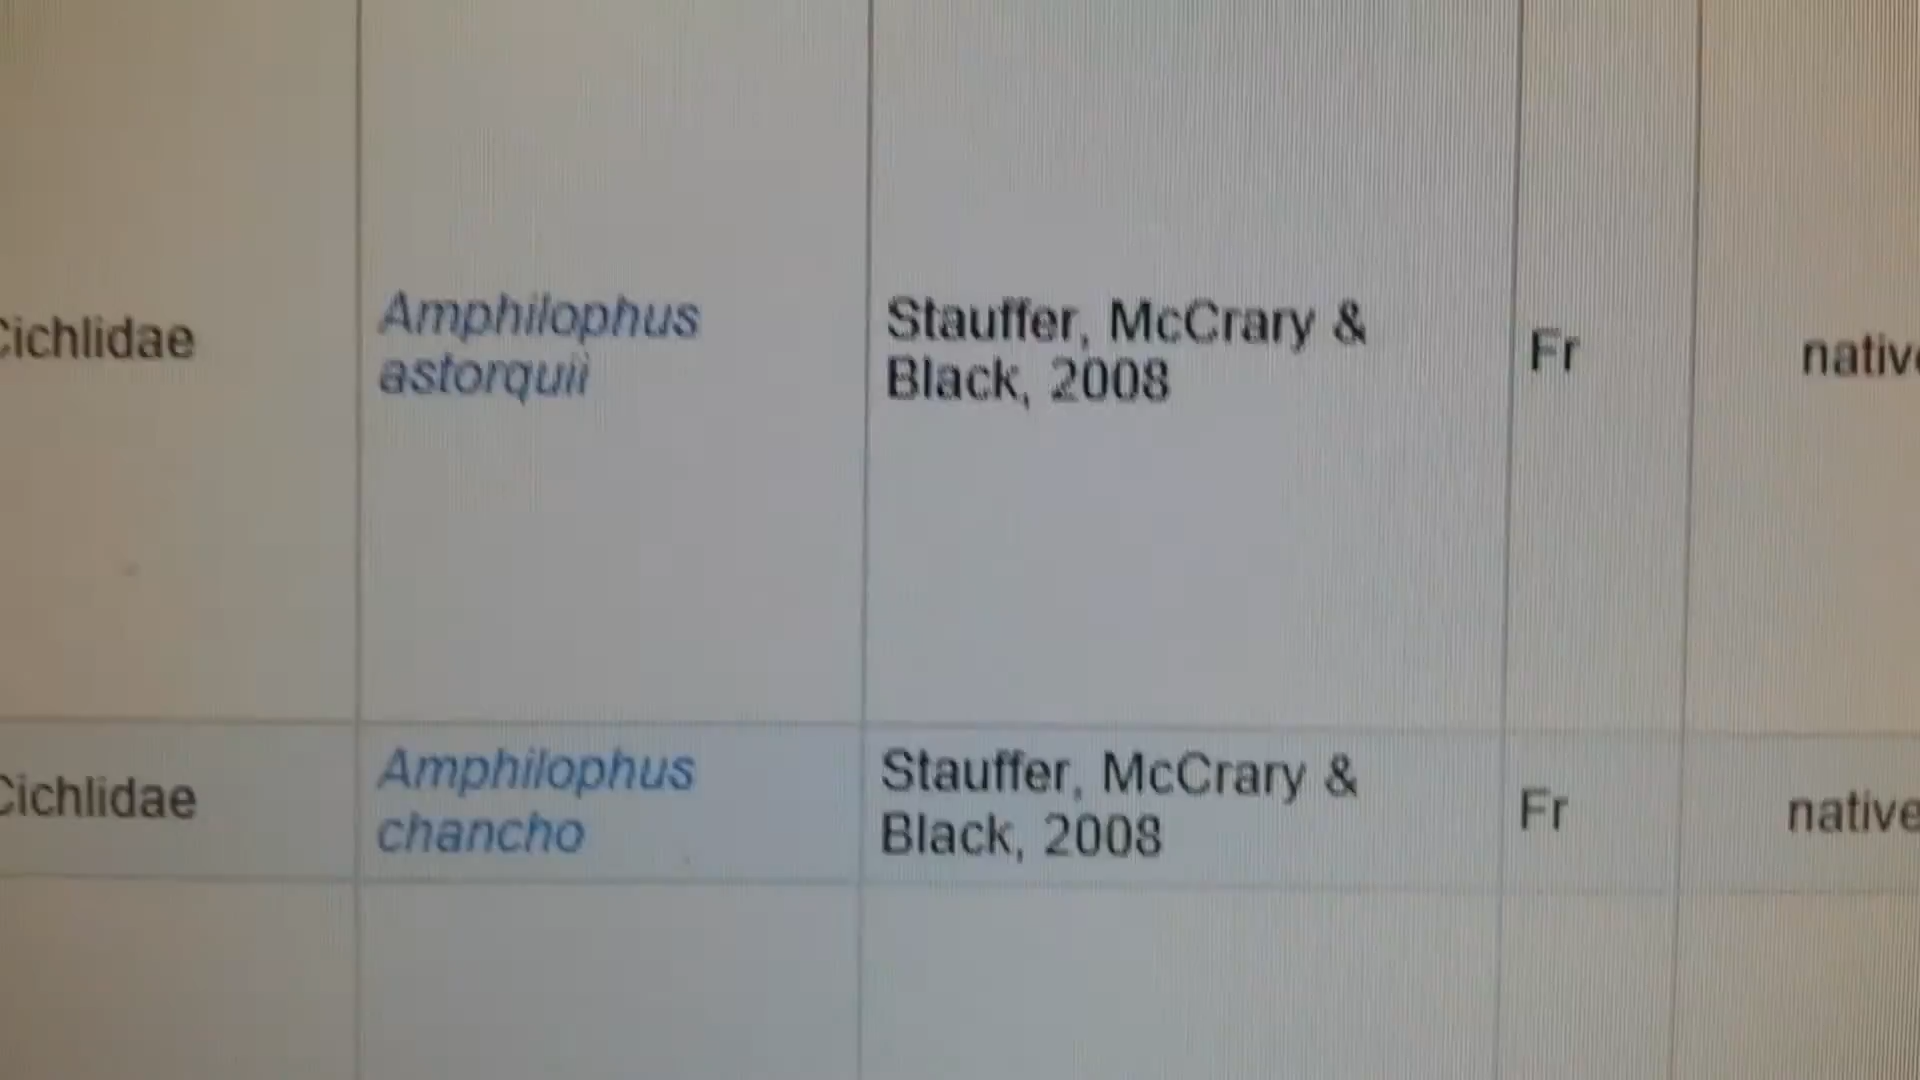 Cichlidae
Amphilophus
astorquii
Stauffer, McCrary &
Black, 2008
Fr
native
Cichlidae
Amphilophus
chancho
Stauffer, McCrary &
Black, 2008
Fr
native